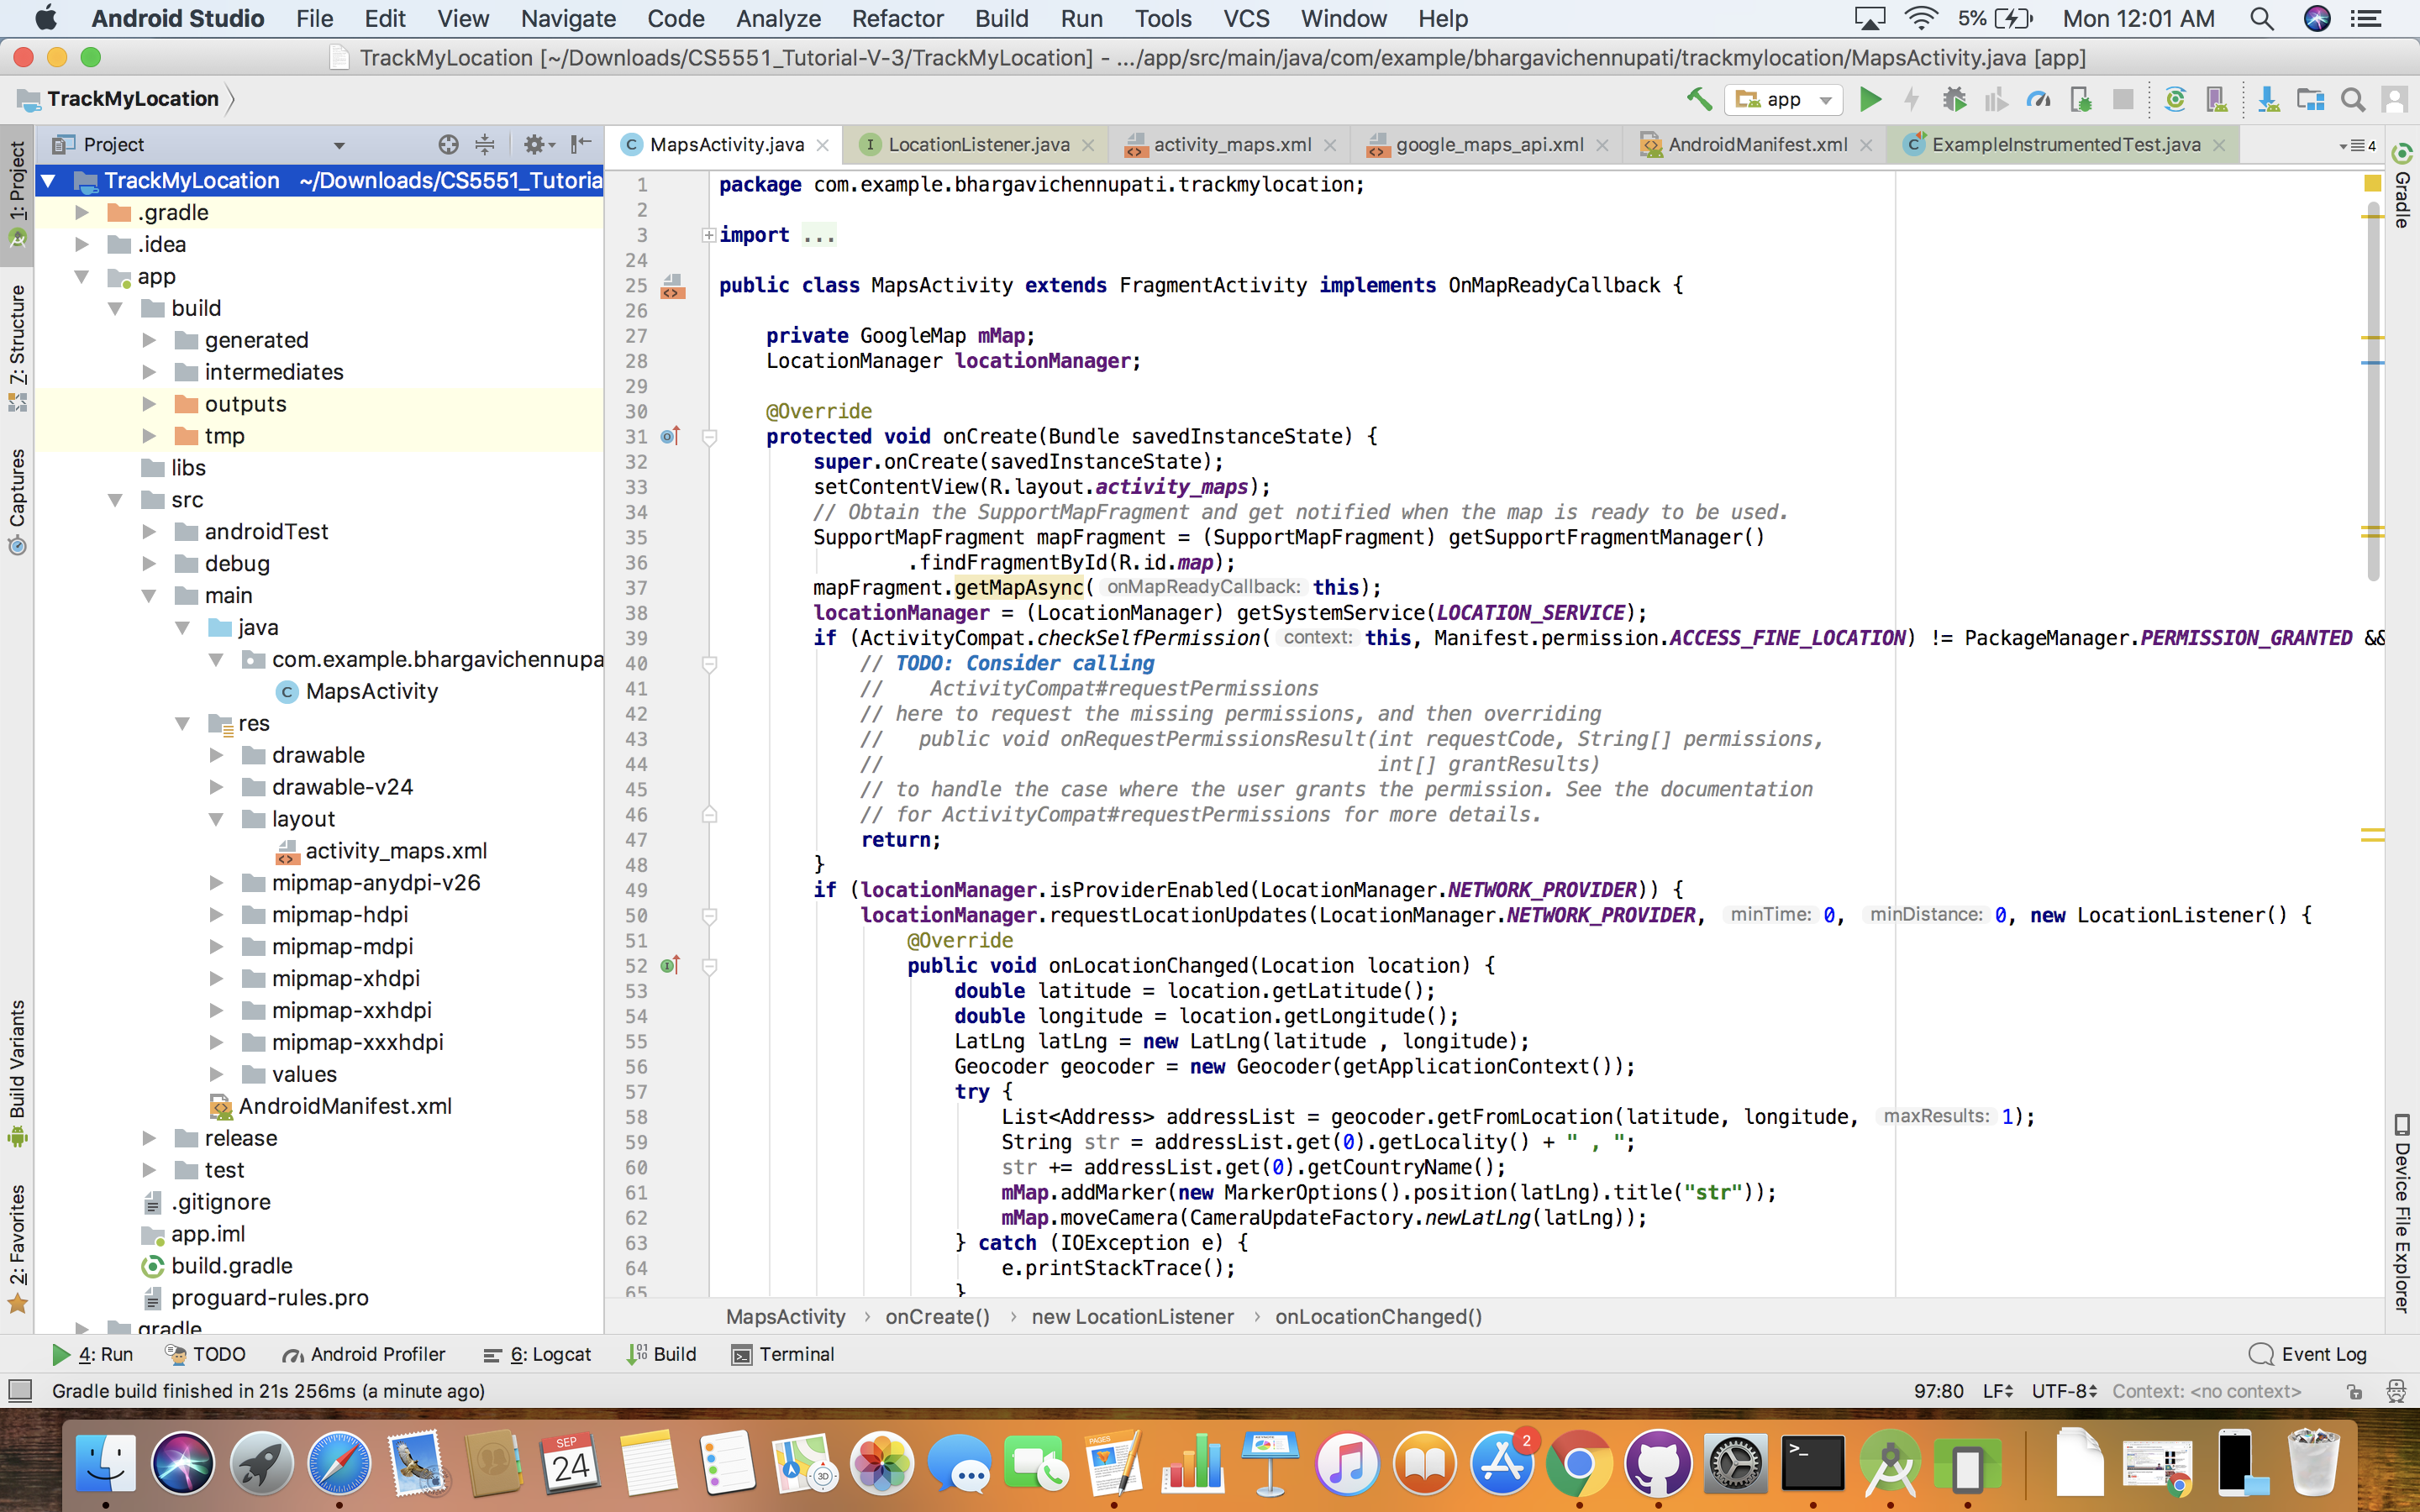 Android Studio File Edit View Navigate Code Analyze Refactor Build Run Tools VCS Window Help 5% Mon 12:01 AM
TrackMyLocation [~/Downloads/CS5551_Tutorial-V-3/TrackMyLocation] - .../app/src/main/java/com/example/bhargavichennupati/trackmylocation/MapsActivity.java [app]
TrackMyLocation app
1: Project
Z: Structure
Captures
Build Variants
2: Favorites
Project
TrackMyLocation ~/Downloads/CS5551_Tutoria
.gradle
.idea
app
build
generated
intermediates
outputs
tmp
libs
src
androidTest
debug
main
java
com.example.bhargavichennupa
MapsActivity
res
drawable
drawable-v24
layout
activity_maps.xml
mipmap-anydpi-v26
mipmap-hdpi
mipmap-mdpi
mipmap-xhdpi
mipmap-xxhdpi
mipmap-xxxhdpi
values
AndroidManifest.xml
release
test
.gitignore
app.iml
build.gradle
proguard-rules.pro
gradle
MapsActivity.java LocationListener.java activity_maps.xml google_maps_api.xml AndroidManifest.xml ExampleInstrumentedTest.java 4
1 package com.example.bhargavichennupati.trackmylocation;
2
3 import ...
24
25 public class MapsActivity extends FragmentActivity implements OnMapReadyCallback {
26
27 private GoogleMap mMap;
28 LocationManager locationManager;
29
30 @Override
31 protected void onCreate(Bundle savedInstanceState) {
32 super.onCreate(savedInstanceState);
33 setContentView(R.layout.activity_maps);
34 // Obtain the SupportMapFragment and get notified when the map is ready to be used.
35 SupportMapFragment mapFragment = (SupportMapFragment) getSupportFragmentManager()
36 .findFragmentById(R.id.map);
37 mapFragment.getMapAsync( onMapReadyCallback: this);
38 locationManager = (LocationManager) getSystemService(LOCATION_SERVICE);
39 if (ActivityCompat.checkSelfPermission( context: this, Manifest.permission.ACCESS_FINE_LOCATION) != PackageManager.PERMISSION_GRANTED &&
40 // TODO: Consider calling
41 // ActivityCompat#requestPermissions
42 // here to request the missing permissions, and then overriding
43 // public void onRequestPermissionsResult(int requestCode, String[] permissions,
44 // int[] grantResults)
45 // to handle the case where the user grants the permission. See the documentation
46 // for ActivityCompat#requestPermissions for more details.
47 return;
48 }
49 if (locationManager.isProviderEnabled(LocationManager.NETWORK_PROVIDER)) {
50 locationManager.requestLocationUpdates(LocationManager.NETWORK_PROVIDER, minTime: 0, minDistance: 0, new LocationListener() {
51 @Override
52 public void onLocationChanged(Location location) {
53 double latitude = location.getLatitude();
54 double longitude = location.getLongitude();
55 LatLng latLng = new LatLng(latitude , longitude);
56 Geocoder geocoder = new Geocoder(getApplicationContext());
57 try {
58 List<Address> addressList = geocoder.getFromLocation(latitude, longitude, maxResults: 1);
59 String str = addressList.get(0).getLocality() + " , ";
60 str += addressList.get(0).getCountryName();
61 mMap.addMarker(new MarkerOptions().position(latLng).title("str"));
62 mMap.moveCamera(CameraUpdateFactory.newLatLng(latLng));
63 } catch (IOException e) {
64 e.printStackTrace();
65 }
MapsActivity › onCreate() › new LocationListener › onLocationChanged()
Gradle
Device File Explorer
4: Run TODO Android Profiler 6: Logcat Build Terminal Event Log
Gradle build finished in 21s 256ms (a minute ago) 97:80 LF UTF-8 Context: <no context>
SEP
24
3D
PAGES
2
>_